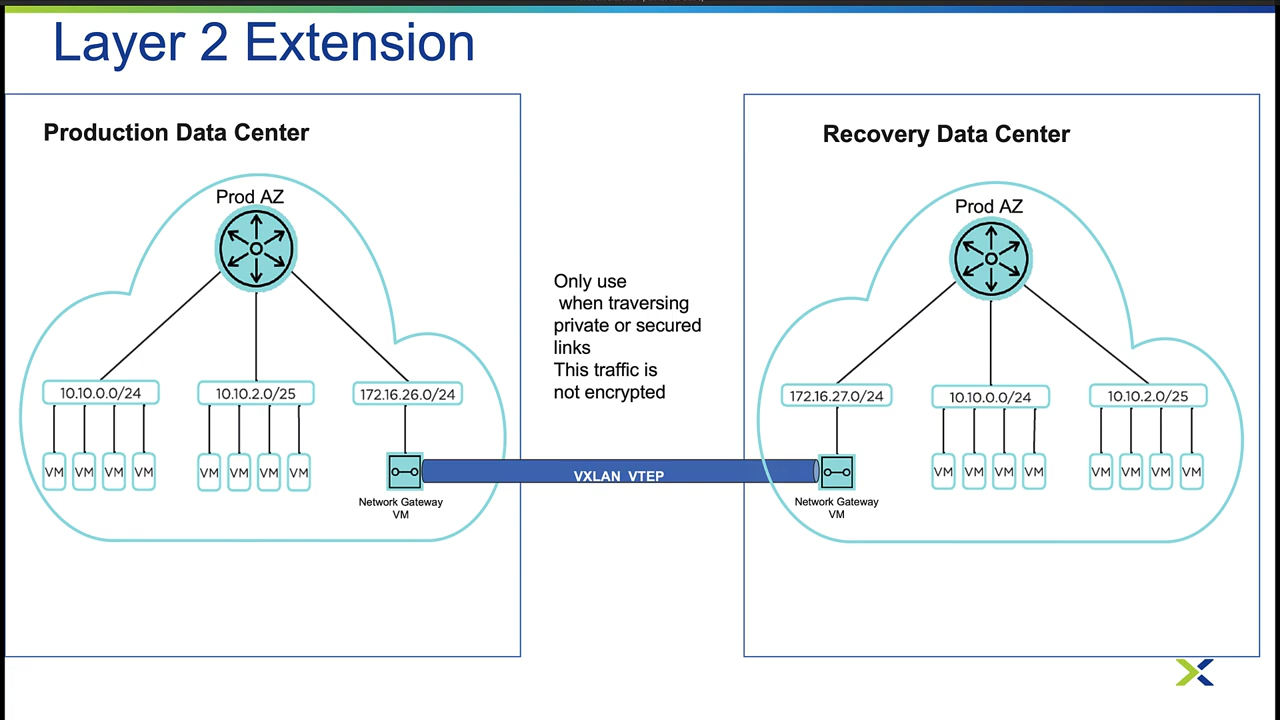 Layer 2 Extension
Production Data Center
Prod AZ
10.10.0.0/24
10.10.2.0/25
172.16.26.0/24
VM VM VM VM
VM VM VM VM
Network Gateway
VM
Only use
when traversing
private or secured
links
This traffic is
not encrypted
VXLAN VTEP
Recovery Data Center
Prod AZ
172.16.27.0/24
10.10.0.0/24
10.10.2.0/25
Network Gateway
VM
VM VM VM VM
VM VM VM VM